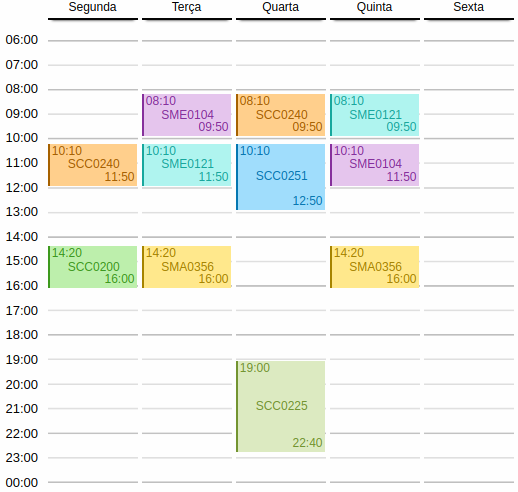 Segunda Terça Quarta Quinta Sexta
06:00
07:00
08:00
08:10 08:10 08:10
09:00 SME0104 SCC0240 SME0121
09:50 09:50 09:50
10:00
10:10 10:10 10:10 10:10
11:00 SCC0240 SME0121 SCC0251 SME0104
11:50 11:50 11:50
12:00
12:50
13:00
14:00
14:20 14:20 14:20
15:00 SCC0200 SMA0356 SMA0356
16:00 16:00 16:00
16:00
17:00
18:00
19:00
19:00
20:00
21:00 SCC0225
22:00
22:40
23:00
00:00